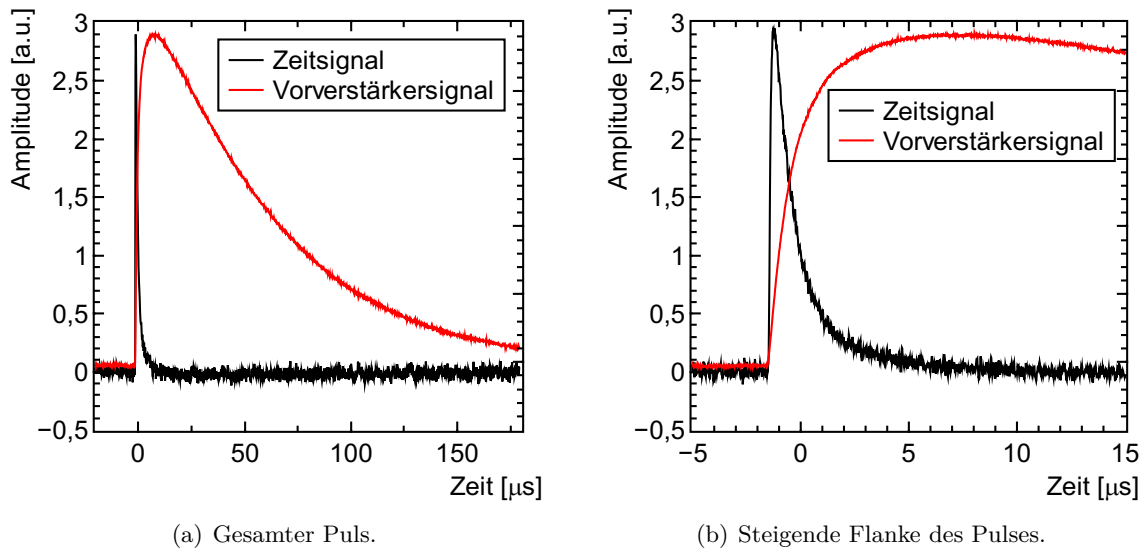 Amplitude [a.u.]
3
2,5
2
1,5
1
0,5
0
−0,5
Zeitsignal
Vorverstärkersignal
0 50 100 150
Zeit [μs]
(a) Gesamter Puls.
Amplitude [a.u.]
3
2,5
2
1,5
1
0,5
0
−0,5
Zeitsignal
Vorverstärkersignal
−5 0 5 10 15
Zeit [μs]
(b) Steigende Flanke des Pulses.